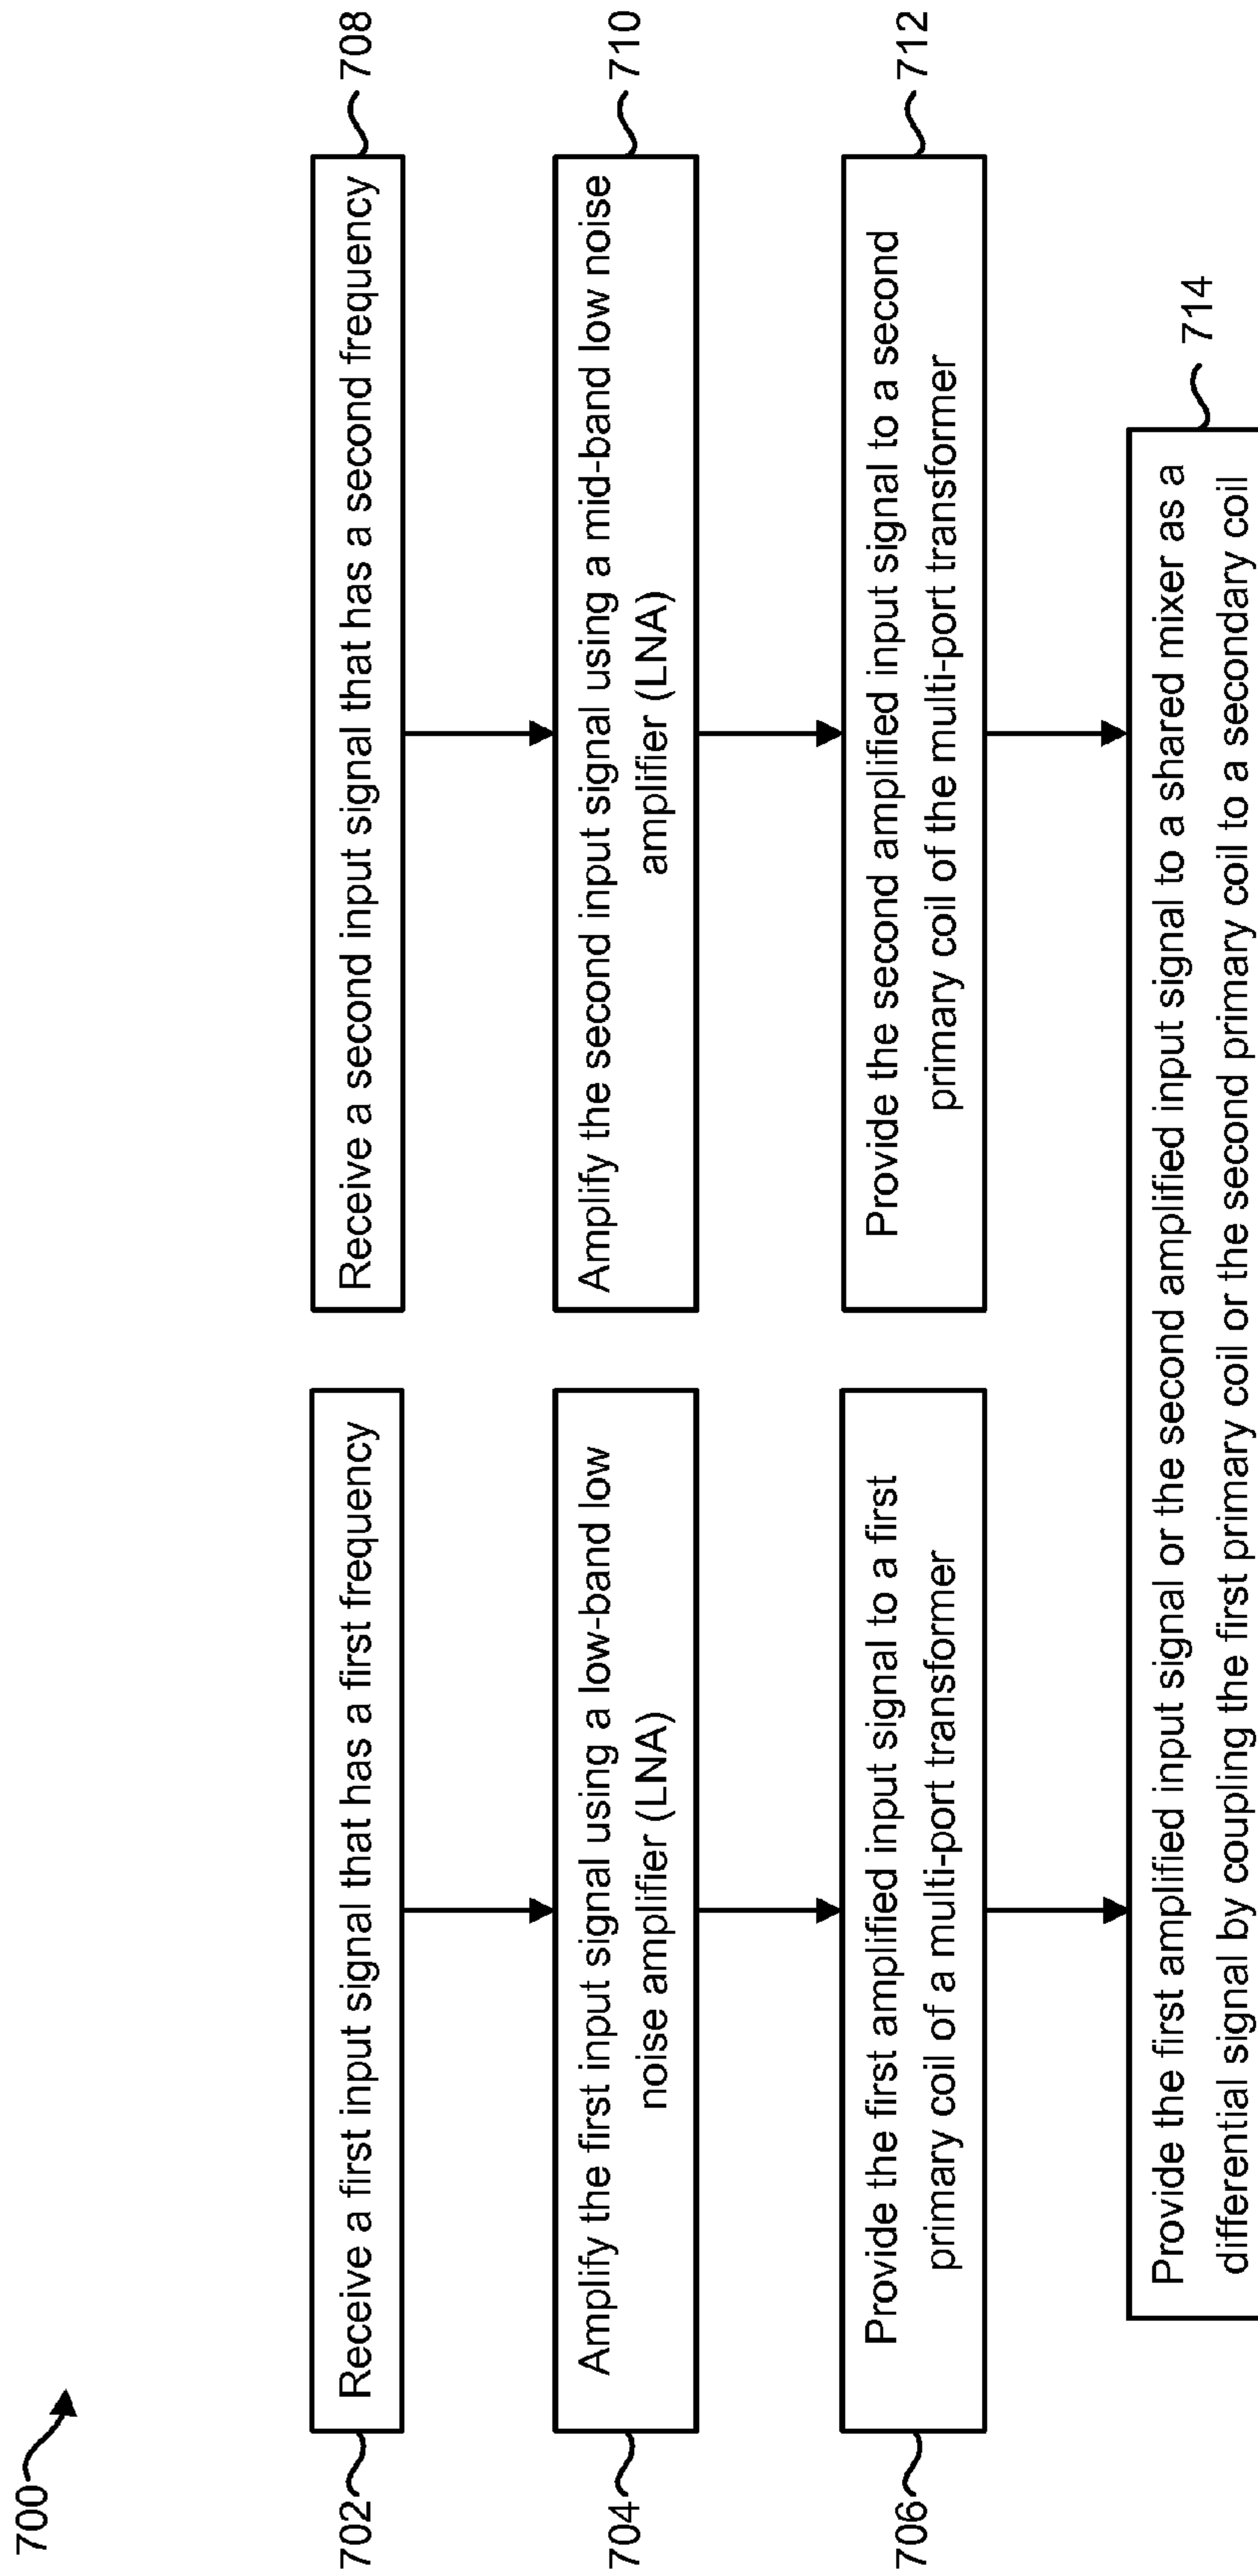 700
702
Receive a first input signal that has a first frequency
704
Amplify the first input signal using a low-band low
noise amplifier (LNA)
706
Provide the first amplified input signal to a first
primary coil of a multi-port transformer
708
Receive a second input signal that has a second frequency
710
Amplify the second input signal using a mid-band low noise
amplifier (LNA)
712
Provide the second amplified input signal to a second
primary coil of the multi-port transformer
714
Provide the first amplified input signal or the second amplified input signal to a shared mixer as a
differential signal by coupling the first primary coil or the second primary coil to a secondary coil